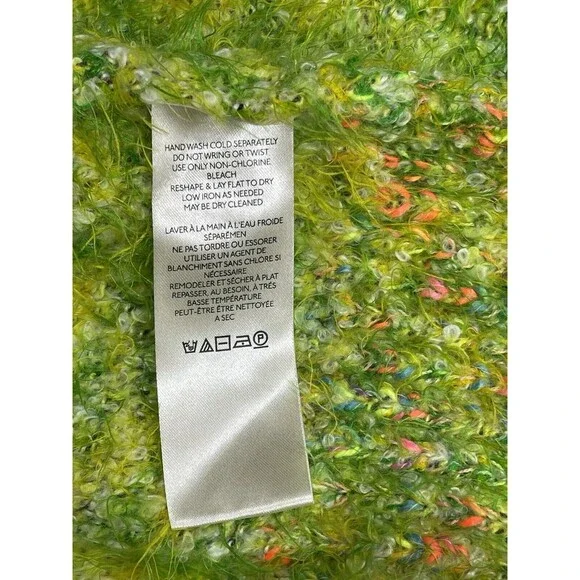 HAND WASH COLD SEPARATELY
DO NOT WRING OR TWIST
USE ONLY NON-CHLORINE
BLEACH
RESHAPE & LAY FLAT TO DRY
LOW IRON AS NEEDED
MAY BE DRY CLEANED
LAVER À LA MAIN À L'EAU FROIDE
SÉPARÉMEN
NE PAS TORDRE OU ESSORER
UTILISER UN AGENT DE
BLANCHIMENT SANS CHLORE SI
NÉCESSAIRE
REMODELER ET SÉCHER À PLAT
REPASSER, AU BESOIN, À TRÉS
BASSE TEMPÉRATURE
PEUT-ÊTRE ÊTRE NETTOYÉE
A SEC